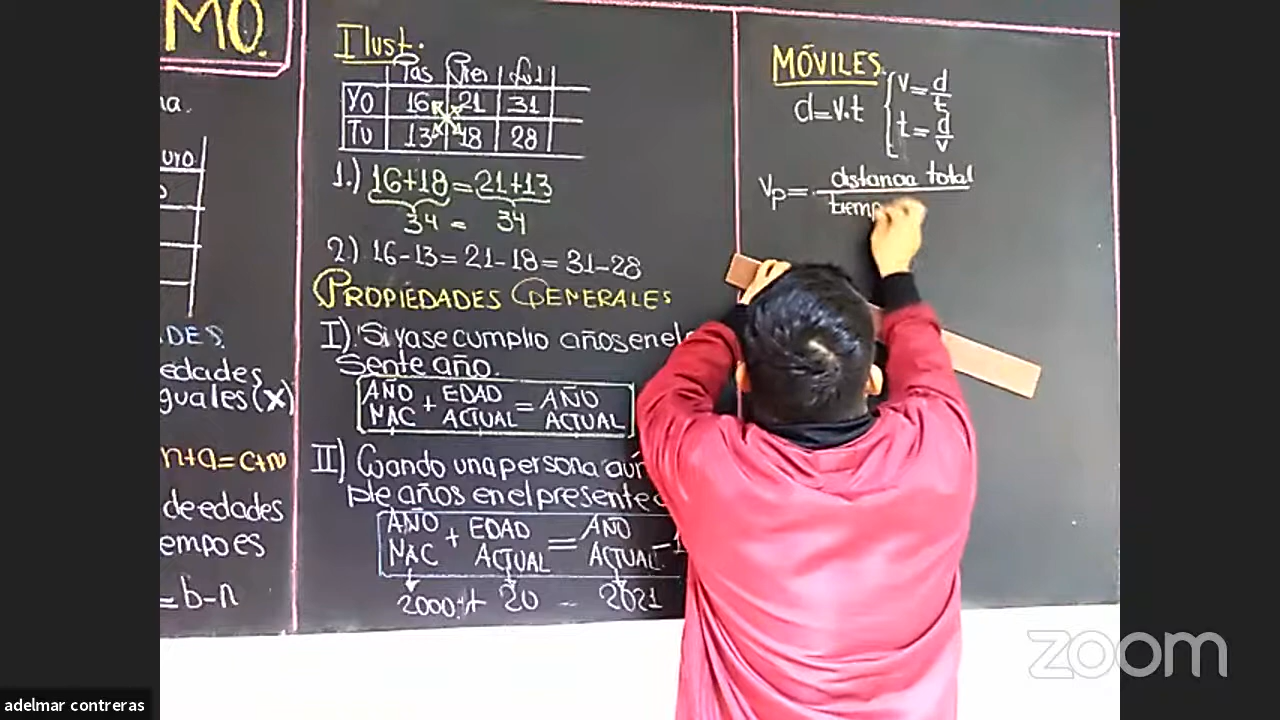 MO.
Ilust.
Pas Pres Fut
Yo 16 21 31
Tu 13 18 28
1.) 16+18=21+13
34 = 34
2.) 16-13=21-18=31-28
PROPIEDADES GENERALES
I) Si ya se cumplio años en el
sente año.
AÑO NAC + EDAD ACTUAL = AÑO ACTUAL
II) Cuando una persona aún
ple años en el presente
AÑO NAC + EDAD ACTUAL = AÑO ACTUAL - 1
2000 + 20 = 2021
MÓVILES
d=v.t
v=d/t
t=d/v
Vp= distancia total
tiemp
na.
uro
DES.
edades
guales(x)
n+a=c+m
de edades
empo es
=b-n
adelmar contreras
zoom